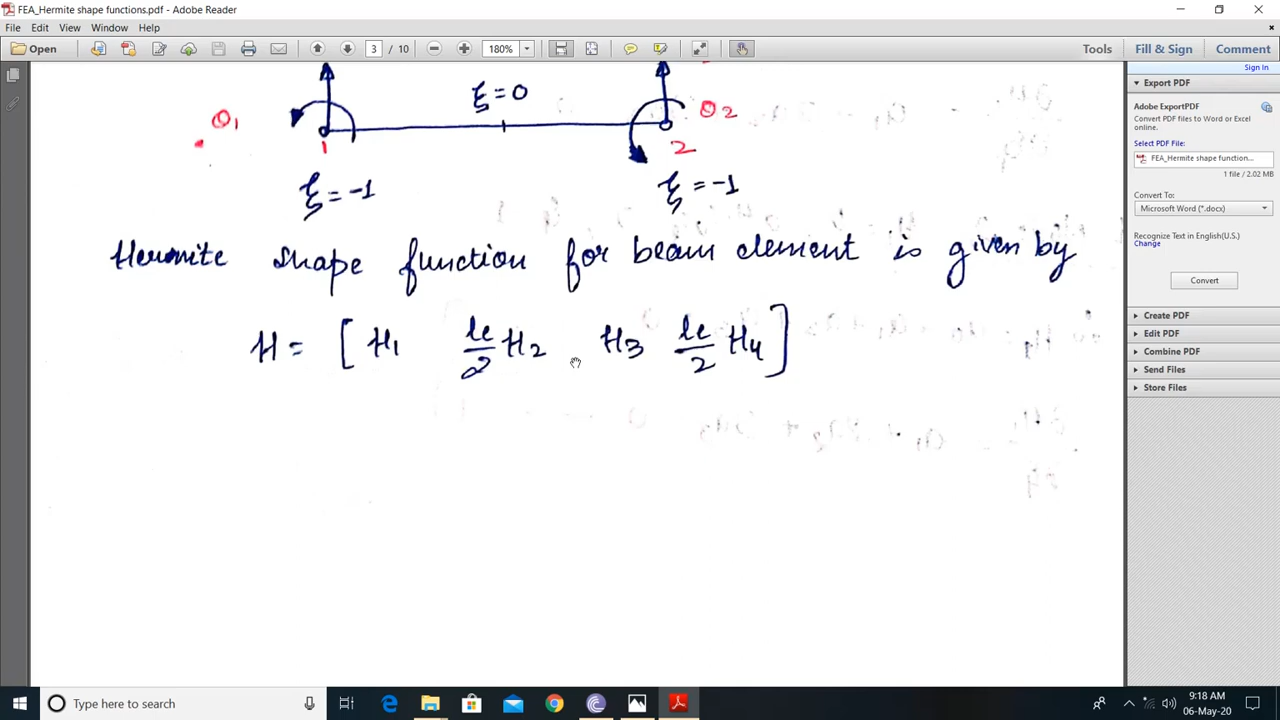 FEA_Hermite shape functions.pdf - Adobe Reader
File Edit View Window Help
Open 3 / 10 180% Tools Fill & Sign Comment
Sign In
Export PDF
Adobe ExportPDF
Convert PDF files to Word or Excel online.
Select PDF File:
FEA_Hermite shape function...
1 file / 2.02 MB
Convert To:
Microsoft Word (*.docx)
Recognize Text in English(U.S.)
Change
Convert
Create PDF
Edit PDF
Combine PDF
Send Files
Store Files
ξ = 0
θ1 θ2
1 2
ξ = -1 ξ = -1
Hermite shape function for beam element is given by
H = [ H1 le/2 H2 H3 le/2 H4 ]
Type here to search
9:18 AM
06-May-20